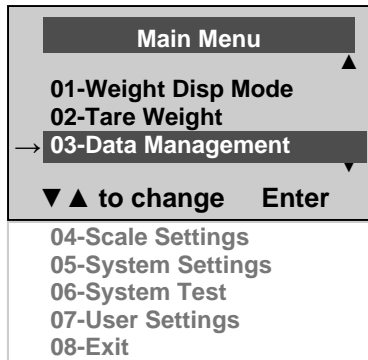 Main Menu
▲
01-Weight Disp Mode
02-Tare Weight
→ 03-Data Management
▼
▼▲ to change Enter
04-Scale Settings
05-System Settings
06-System Test
07-User Settings
08-Exit